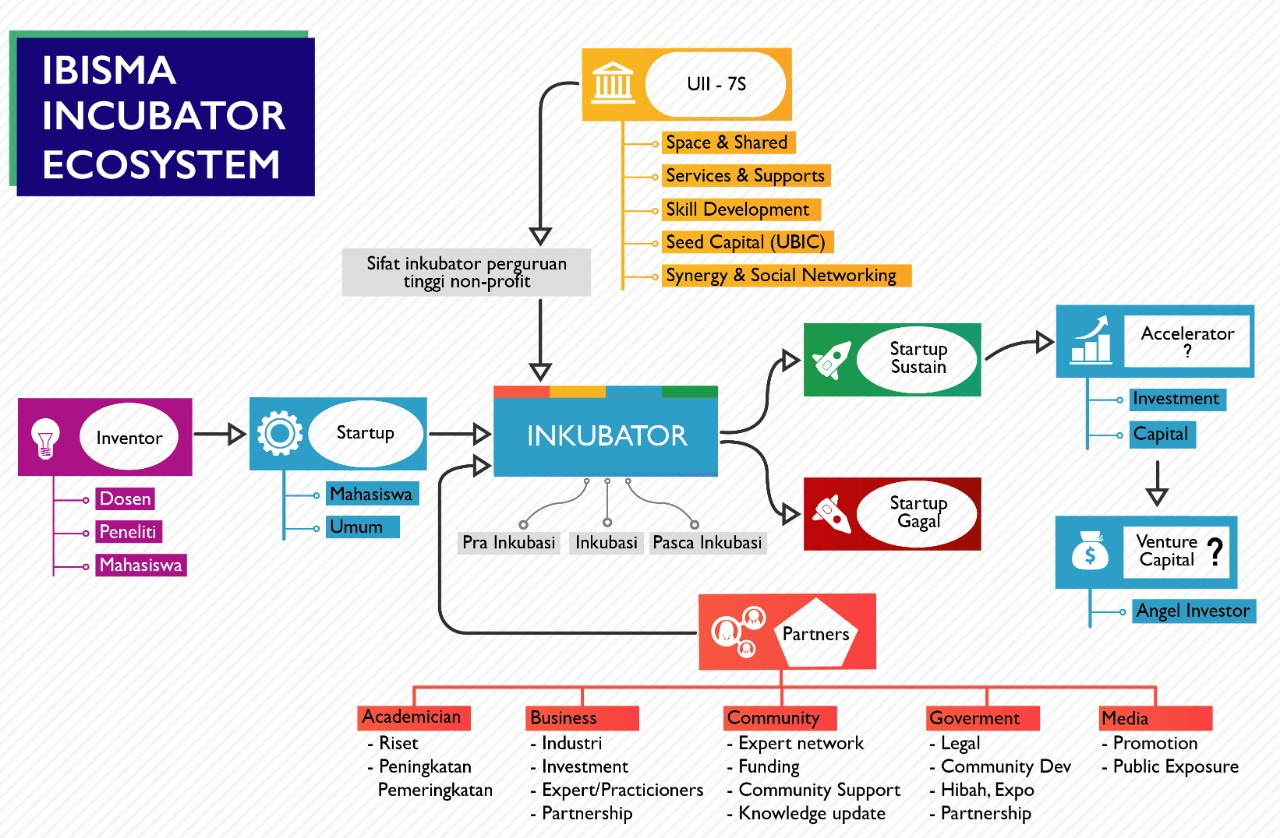 IBISMA
INCUBATOR
ECOSYSTEM
UII - 7S
Space & Shared
Services & Supports
Skill Development
Seed Capital (UBIC)
Synergy & Social Networking
Sifat inkubator perguruan
tinggi non-profit
Inventor
Dosen
Peneliti
Mahasiswa
Startup
Mahasiswa
Umum
INKUBATOR
Pra Inkubasi
Inkubasi
Pasca Inkubasi
Startup
Sustain
Startup
Gagal
Accelerator
?
Investment
Capital
$
Venture
Capital ?
Angel Investor
Partners
Academician
- Riset
- Peningkatan
Pemeringkatan
Business
- Industri
- Investment
- Expert/Practicioners
- Partnership
Community
- Expert network
- Funding
- Community Support
- Knowledge update
Goverment
- Legal
- Community Dev
- Hibah, Expo
- Partnership
Media
- Promotion
- Public Exposure